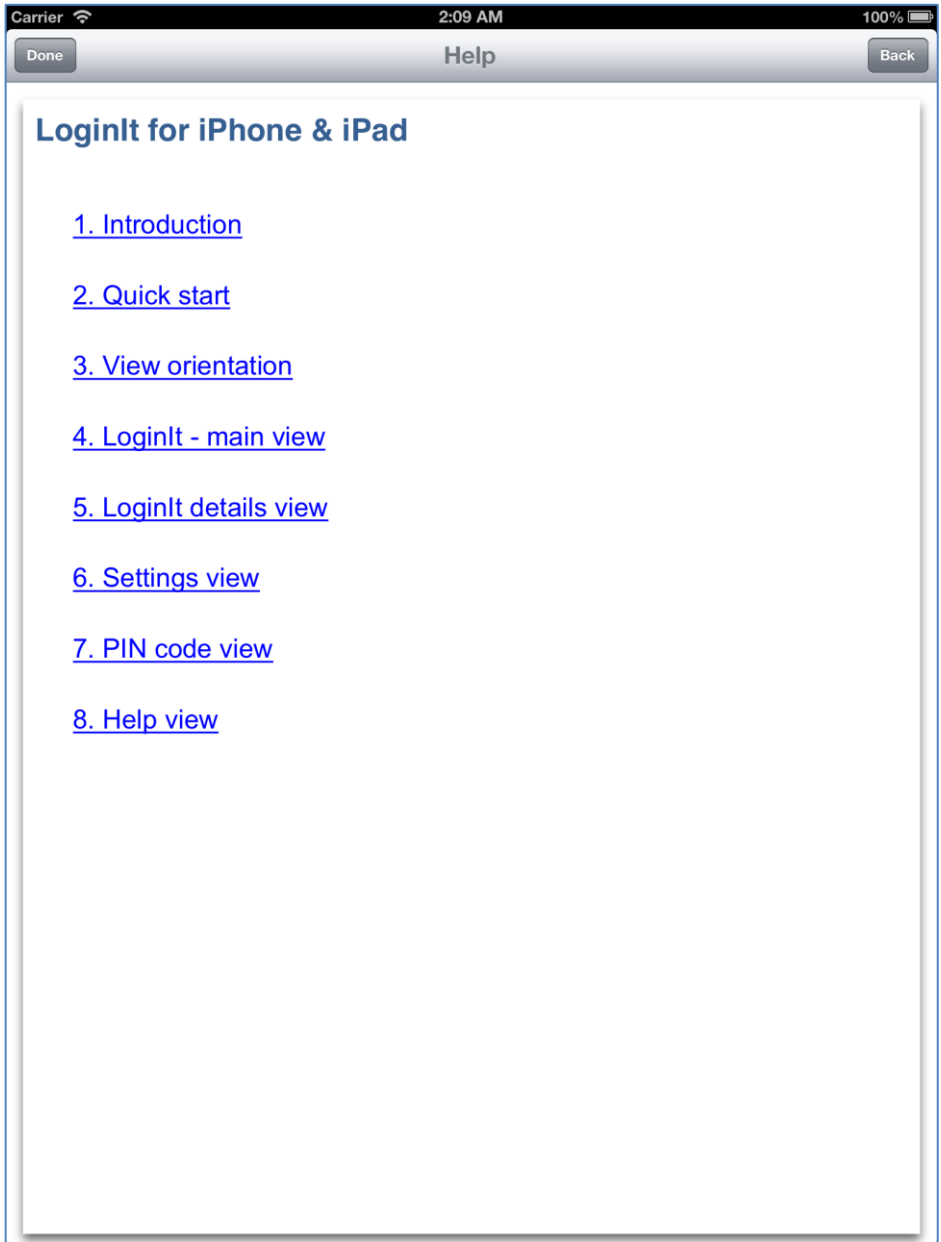 Carrier 2:09 AM 100%
Done Help Back
LoginIt for iPhone & iPad
1. Introduction
2. Quick start
3. View orientation
4. LoginIt - main view
5. LoginIt details view
6. Settings view
7. PIN code view
8. Help view